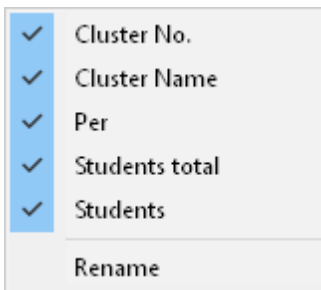 Cluster No.
Cluster Name
Per
Students total
Students
Rename